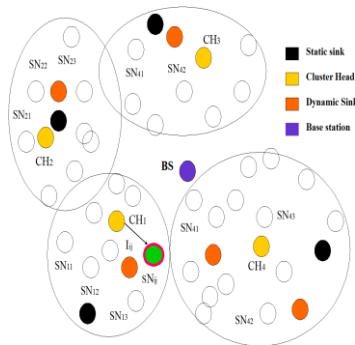 SN23
SN22
SN21
CH2
CH3
SN41
SN42
Static sink
Cluster Head
Dynamic Sink
Base station
BS
CH1
Iij
SNij
SN11
SN12
SN13
SN41
SN43
CH4
SN42